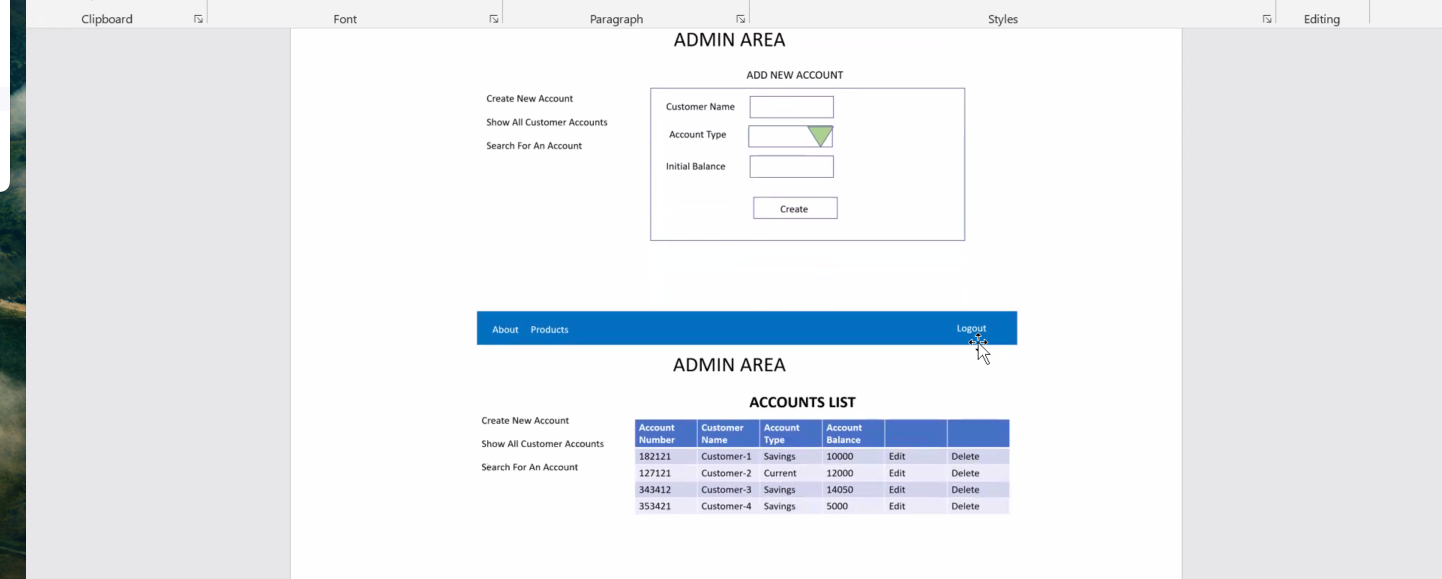 Clipboard Font Paragraph Styles Editing
ADMIN AREA
ADD NEW ACCOUNT
Create New Account
Show All Customer Accounts
Search For An Account
Customer Name
Account Type
Initial Balance
Create
About Products Logout
ADMIN AREA
ACCOUNTS LIST
Create New Account
Show All Customer Accounts
Search For An Account
Account Number Customer Name Account Type Account Balance
182121 Customer-1 Savings 10000 Edit Delete
127121 Customer-2 Current 12000 Edit Delete
343412 Customer-3 Savings 14050 Edit Delete
353421 Customer-4 Savings 5000 Edit Delete